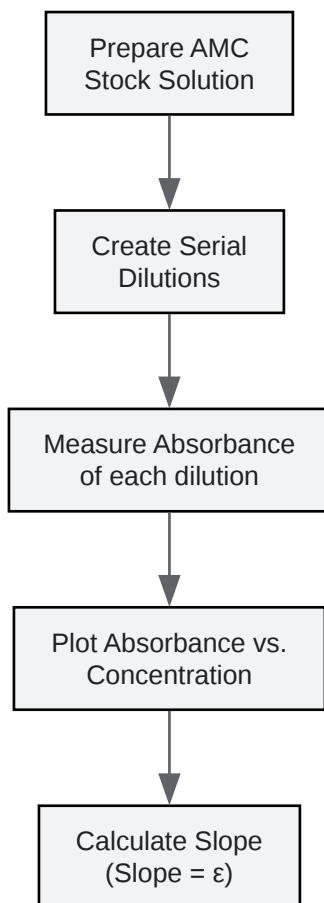 Prepare AMC
Stock Solution
Create Serial
Dilutions
Measure Absorbance
of each dilution
Plot Absorbance vs.
Concentration
Calculate Slope
(Slope = ε)